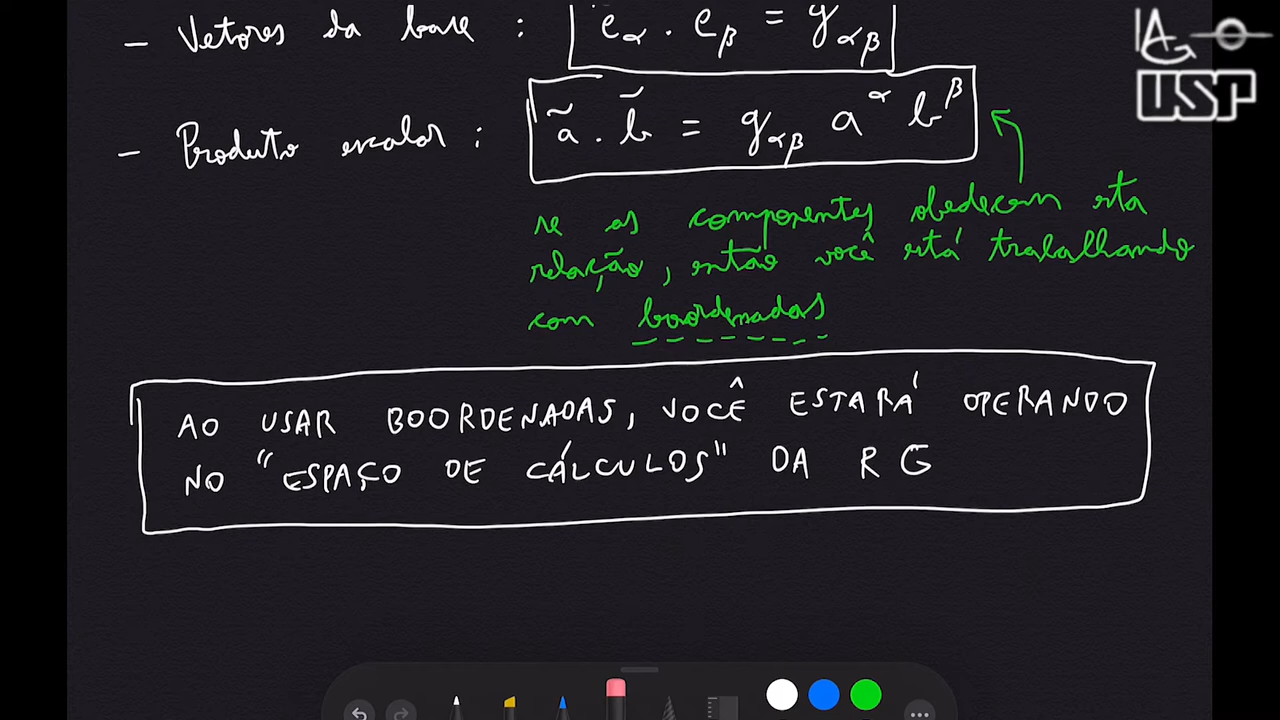 - Vetores da base : e_α . e_β = g_αβ
IAG
USP
- Produto escalar : ã . b̃ = g_αβ a^α b^β
se as componentes obedecem esta
relação, então você está trabalhando
com boordenadas
AO USAR BOORDENADAS, VOCÊ ESTARÁ OPERANDO
NO "ESPAÇO DE CÁLCULOS" DA RG